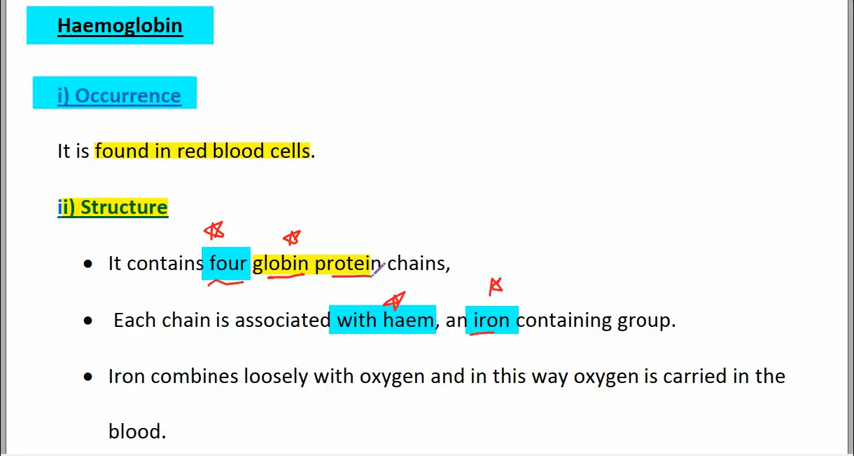 Haemoglobin
i) Occurrence
It is found in red blood cells.
ii) Structure
• It contains four globin protein chains,
• Each chain is associated with haem, an iron containing group.
• Iron combines loosely with oxygen and in this way oxygen is carried in the
blood.